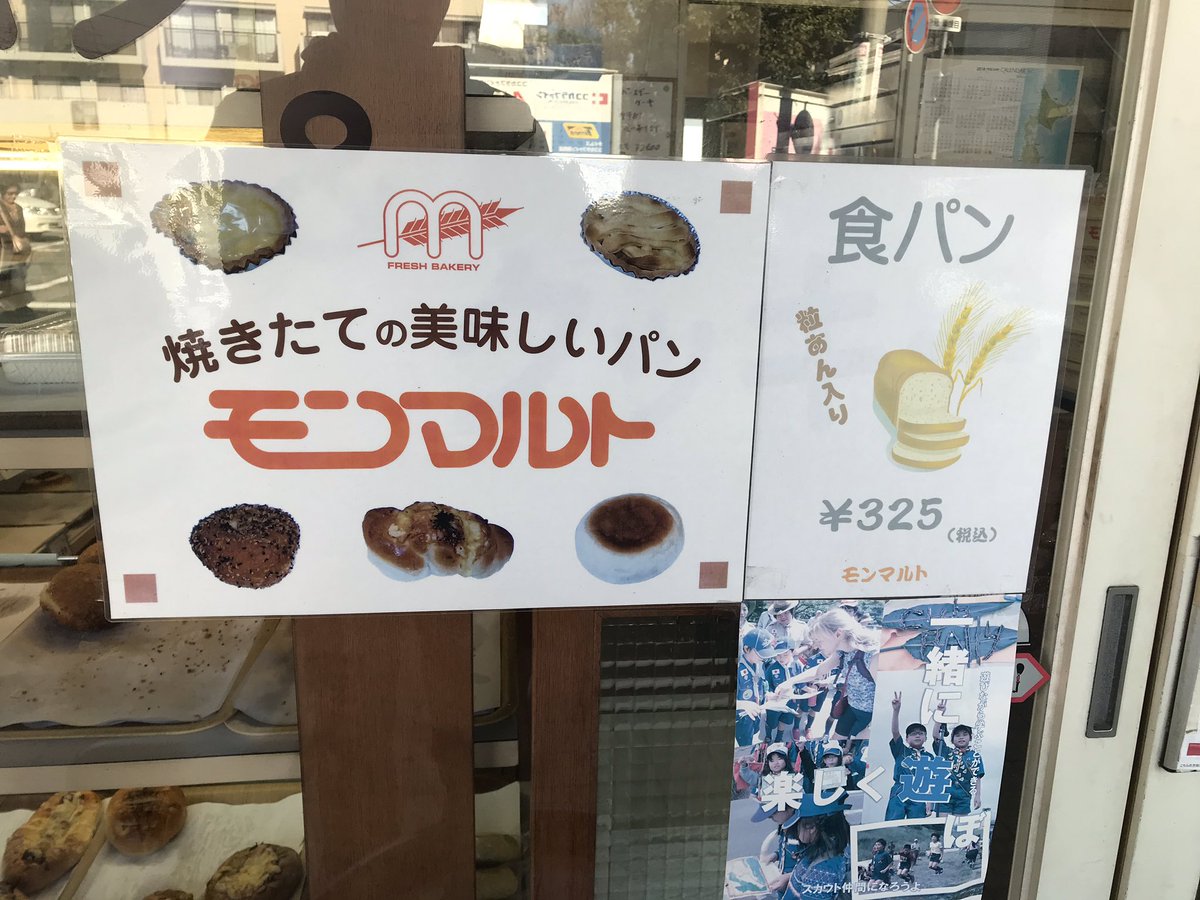 FRESH BAKERY
焼きたての美味しいパン
モンマルト
食パン
粒あん入り
¥325
(税込)
モンマルト
一緒に
楽しく遊ぼ
スカウト仲間になろうよ
CALENDAR